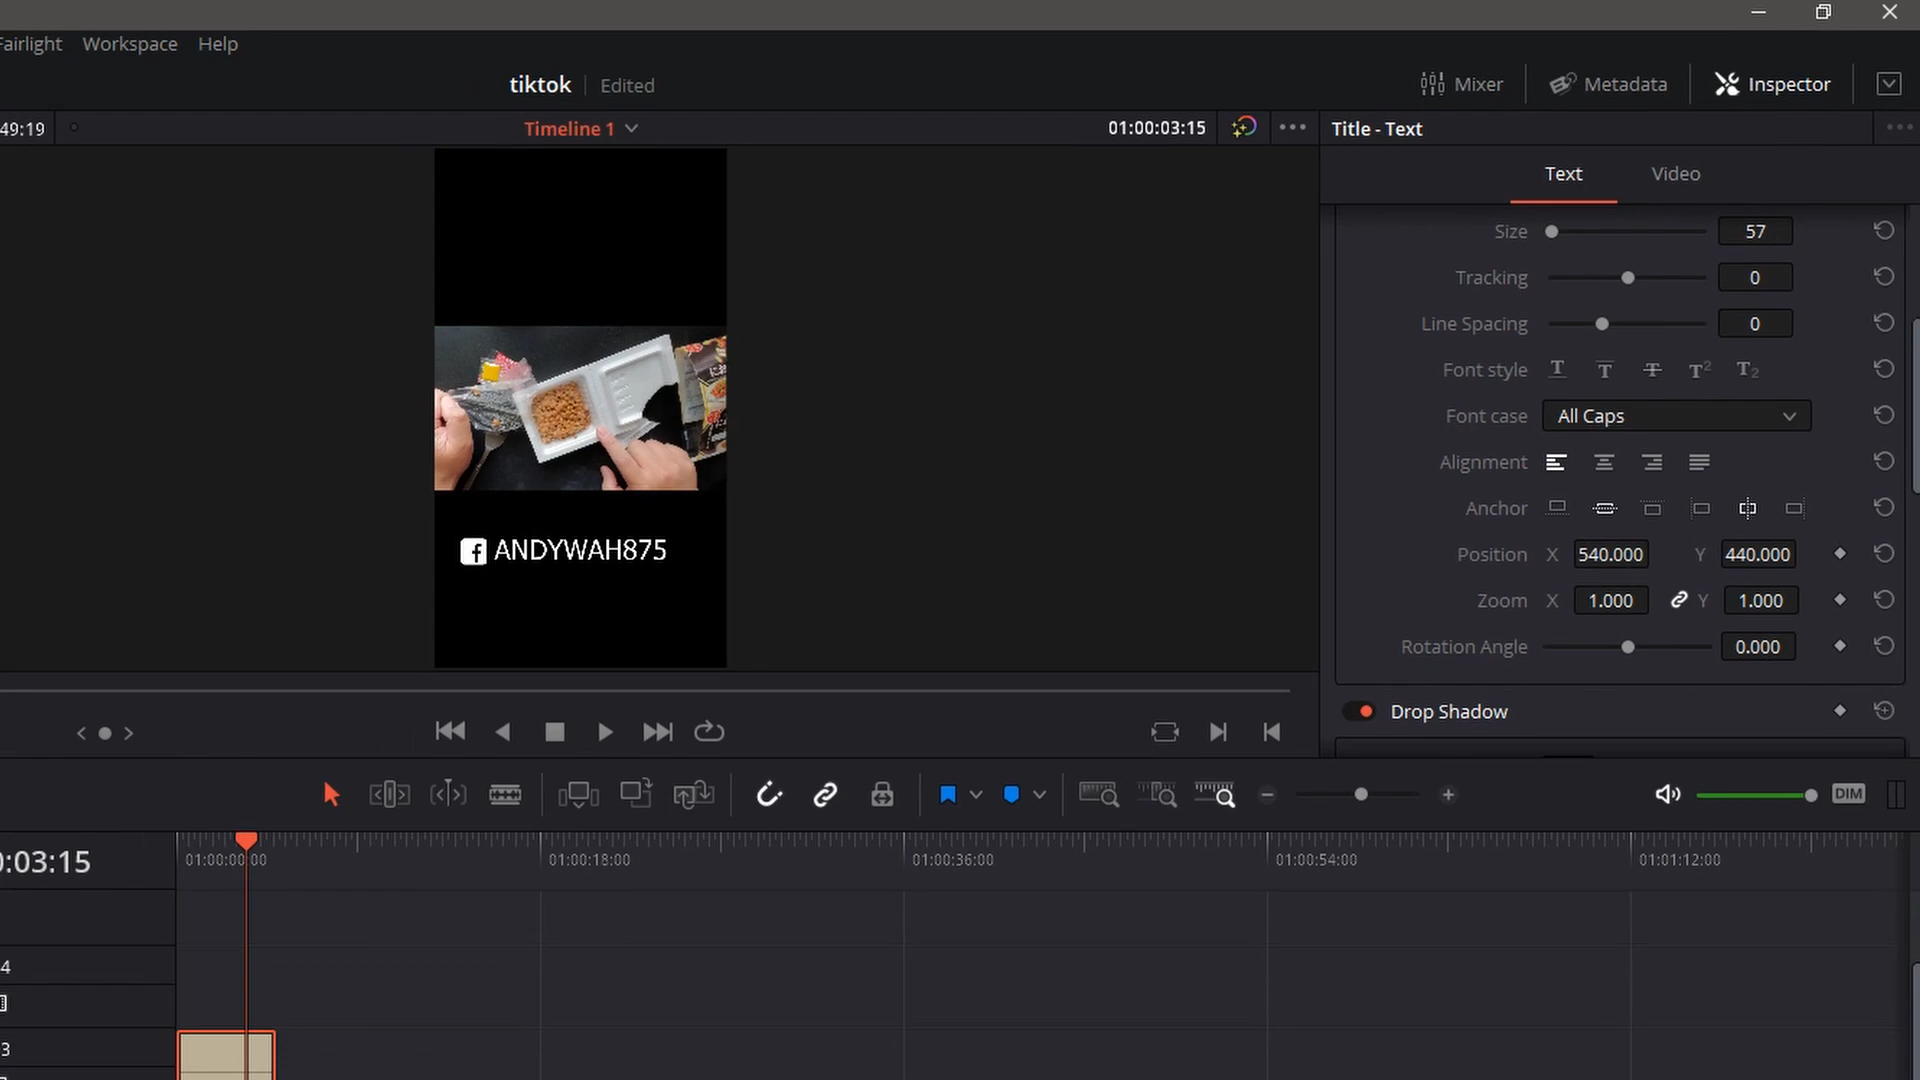 Fairlight Workspace Help
tiktok Edited
Mixer Metadata Inspector
49:19 Timeline 1 01:00:03:15 Title - Text
Text Video
Size 57
Tracking 0
Line Spacing 0
Font style T T T T2 T2
Font case All Caps
Alignment
Anchor
Position X 540.000 Y 440.000
Zoom X 1.000 Y 1.000
Rotation Angle 0.000
Drop Shadow
f ANDYWAH875
DIM
0:03:15
01:00:00:00 01:00:18:00 01:00:36:00 01:00:54:00 01:01:12:00
4
3